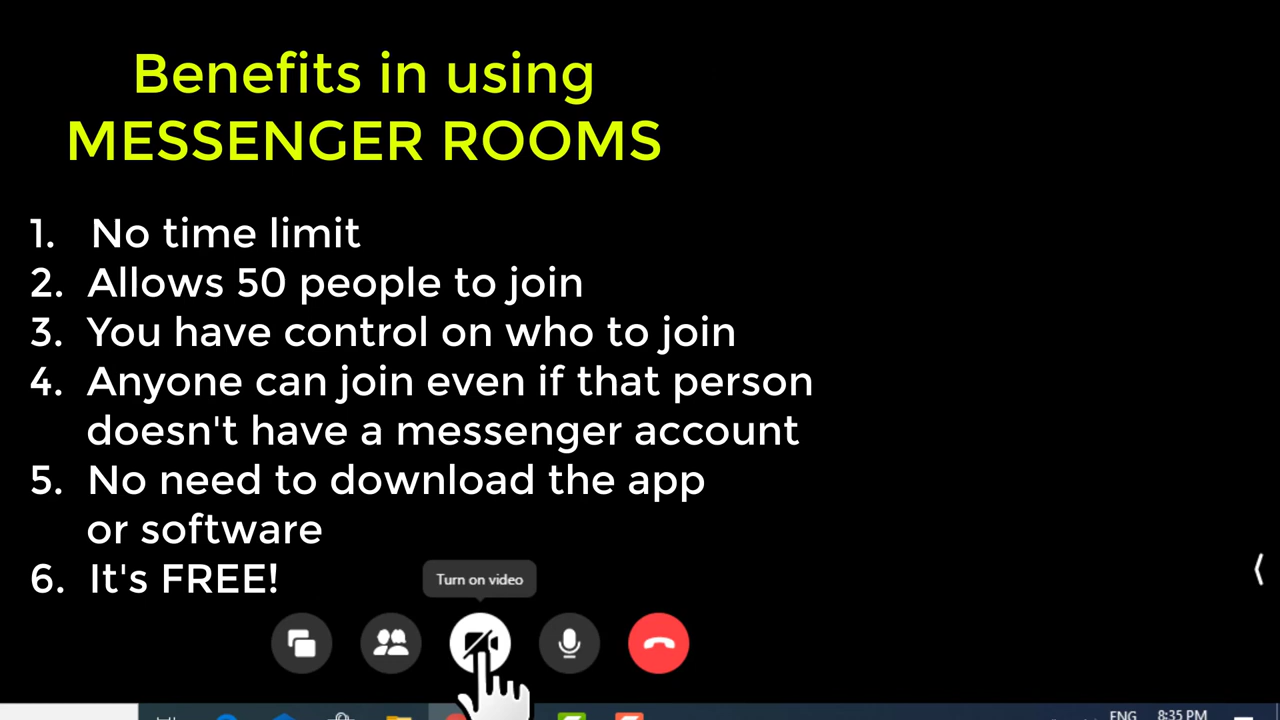 Benefits in using
MESSENGER ROOMS
1. No time limit
2. Allows 50 people to join
3. You have control on who to join
4. Anyone can join even if that person
doesn't have a messenger account
5. No need to download the app
or software
6. It's FREE!
Turn on video
ENG 8:35 PM